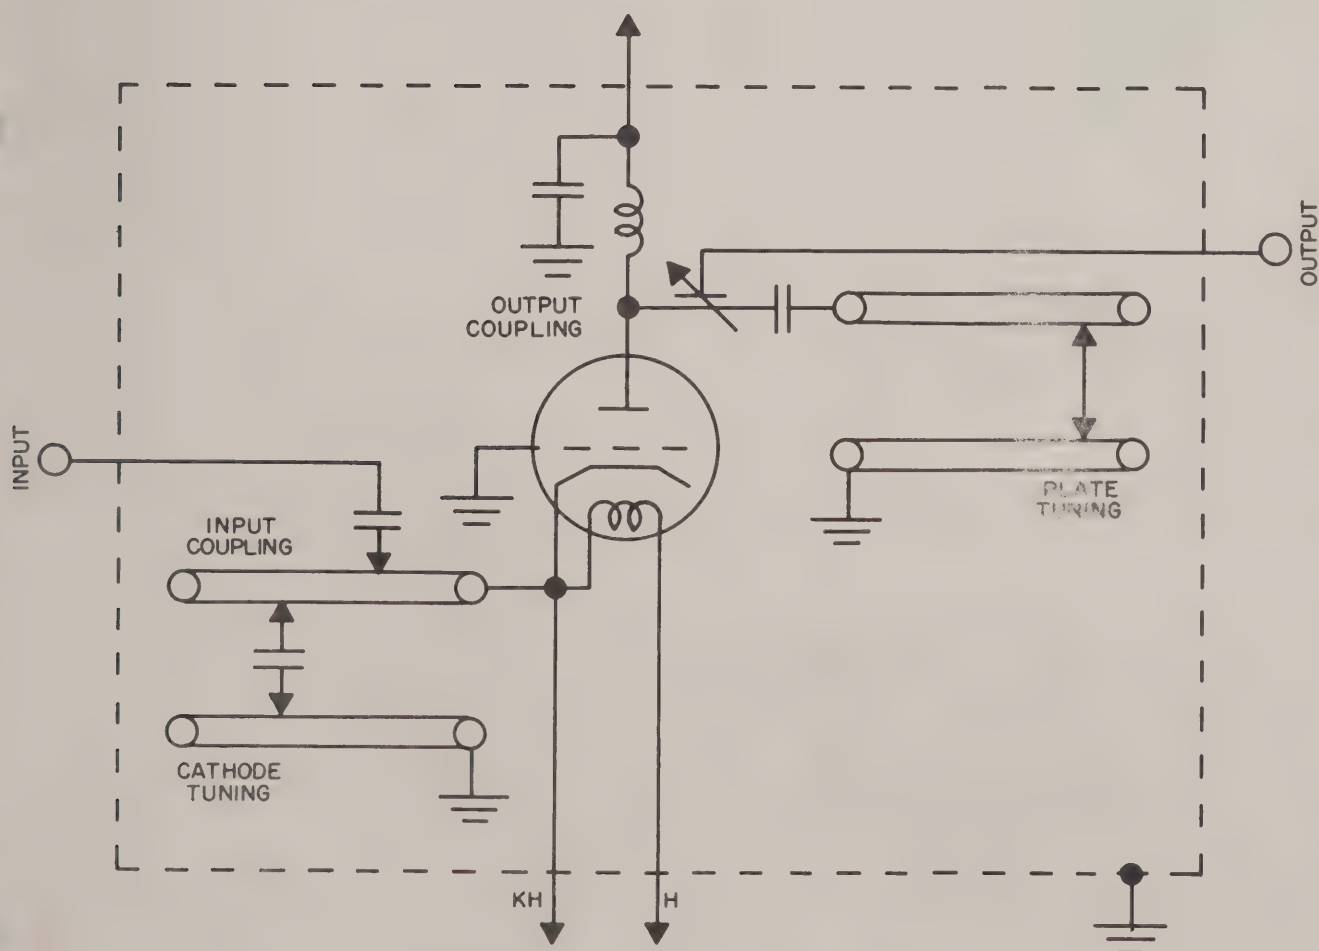 OUTPUT
OUTPUT
COUPLING
INPUT
PLATE
TUNING
INPUT
COUPLING
CATHODE
TUNING
KH
H